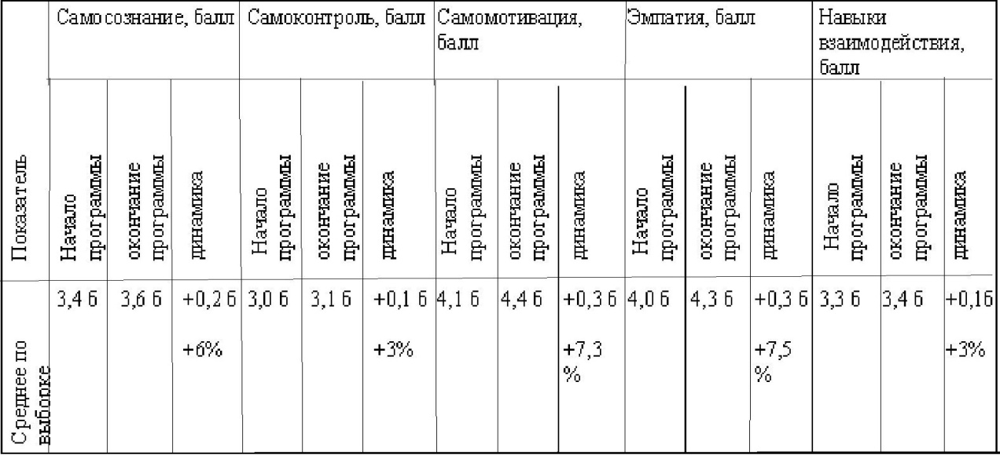 Самосознание, балл
Самоконтроль, балл
Самомотивация,
балл
Эмпатия, балл
Навыки
взаимодействия,
балл
Показатель
Начало
программы
окончание
программы
динамика
Начало
программы
окончание
программы
динамика
Начало
программы
окончание
программы
динамика
Начало
программы
окончание
программы
динамика
Начало
программы
окончание
программы
динамика
Среднее по
выборке
3,4 б
3,6 б
+0,2 б
+6%
3,0 б
3,1 б
+0,1 б
+3%
4,1 б
4,4 б
+0,3 б
+7,3
%
4,0 б
4,3 б
+0,3 б
+7,5
%
3,3 б
3,4 б
+0,1б
+3%